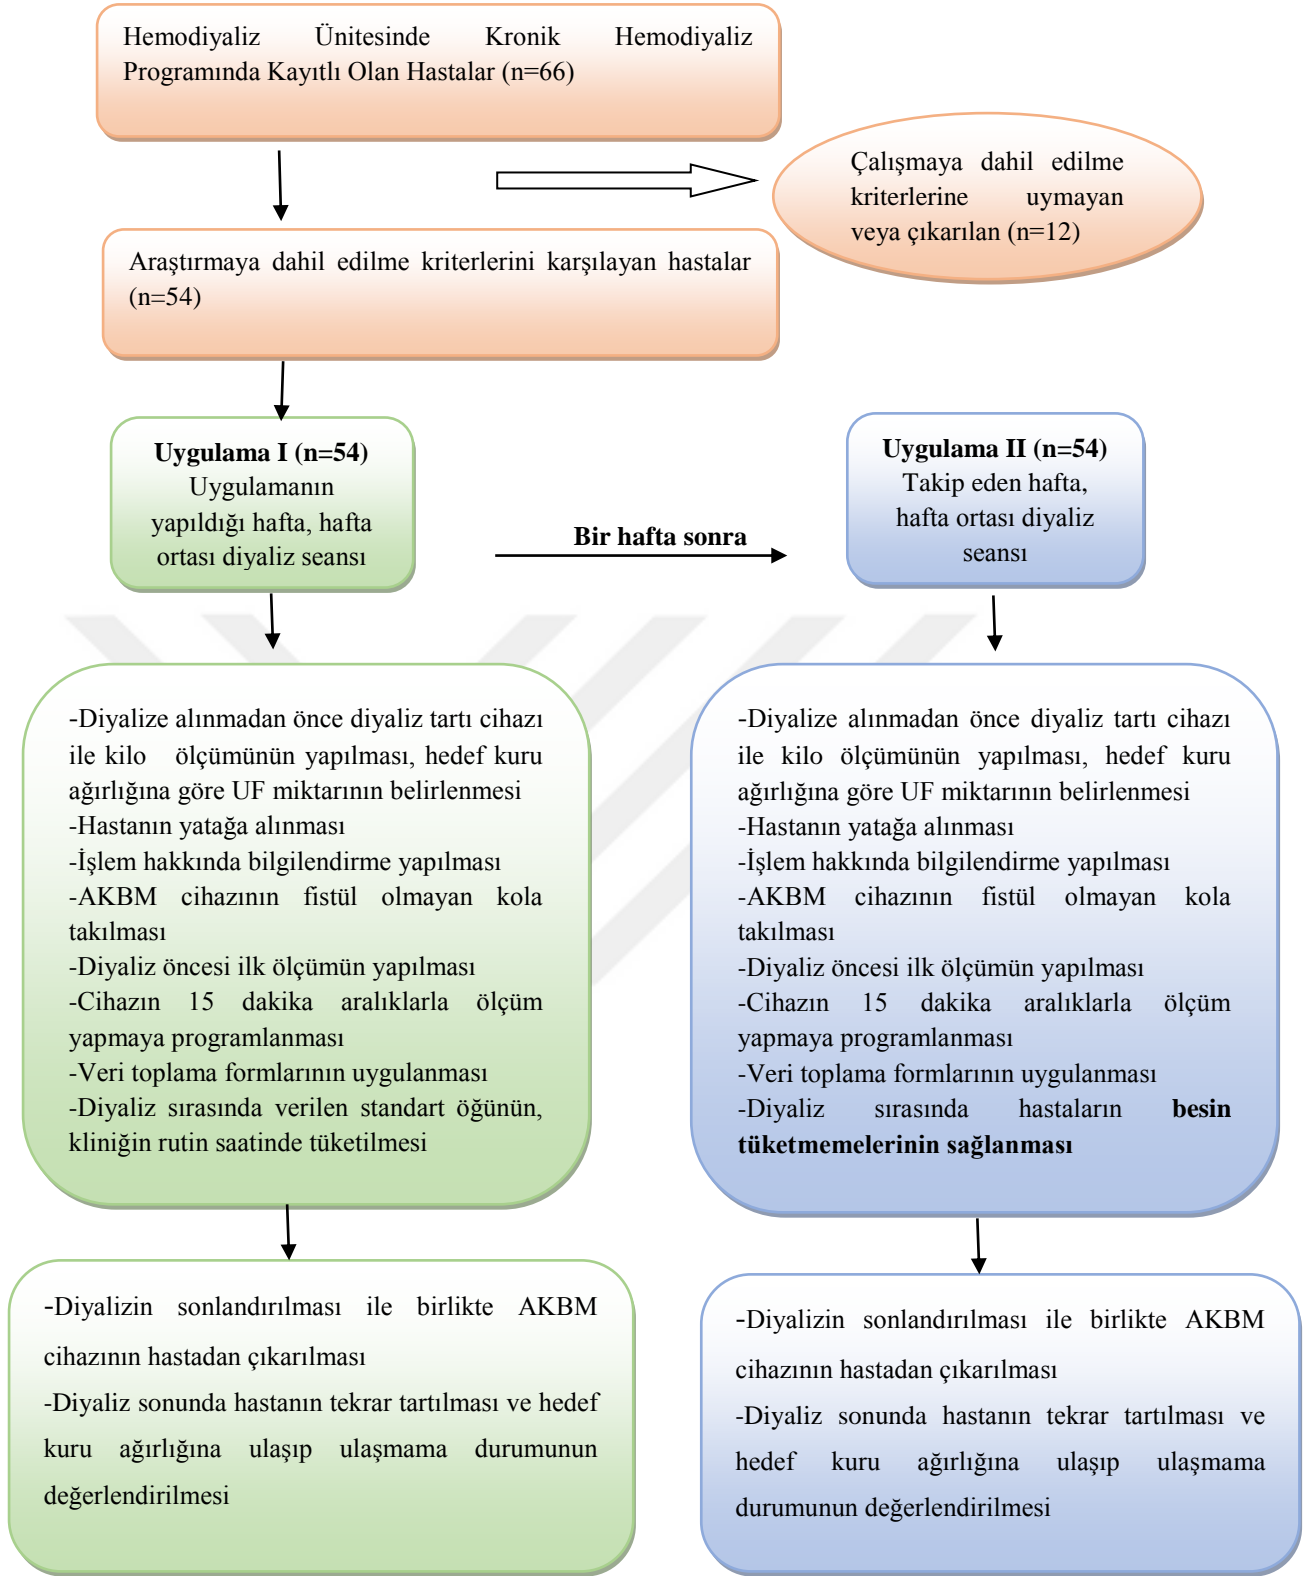 Hemodiyaliz Ünitesinde Kronik Hemodiyaliz
Programında Kayıtlı Olan Hastalar (n=66)
Çalışmaya dahil edilme
kriterlerine uymayan
veya çıkarılan (n=12)
Araştırmaya dahil edilme kriterlerini karşılayan hastalar
(n=54)
Uygulama I (n=54)
Uygulamanın
yapıldığı hafta, hafta
ortası diyaliz seansı
Bir hafta sonra
Uygulama II (n=54)
Takip eden hafta,
hafta ortası diyaliz
seansı
-Diyalize alınmadan önce diyaliz tartı cihazı
ile kilo ölçümünün yapılması, hedef kuru
ağırlığına göre UF miktarının belirlenmesi
-Hastanın yatağa alınması
-İşlem hakkında bilgilendirme yapılması
-AKBM cihazının fistül olmayan kola
takılması
-Diyaliz öncesi ilk ölçümün yapılması
-Cihazın 15 dakika aralıklarla ölçüm
yapmaya programlanması
-Veri toplama formlarının uygulanması
-Diyaliz sırasında verilen standart öğünün,
kliniğin rutin saatinde tüketilmesi
-Diyalize alınmadan önce diyaliz tartı cihazı
ile kilo ölçümünün yapılması, hedef kuru
ağırlığına göre UF miktarının belirlenmesi
-Hastanın yatağa alınması
-İşlem hakkında bilgilendirme yapılması
-AKBM cihazının fistül olmayan kola
takılması
-Diyaliz öncesi ilk ölçümün yapılması
-Cihazın 15 dakika aralıklarla ölçüm
yapmaya programlanması
-Veri toplama formlarının uygulanması
-Diyaliz sırasında hastaların besin
tüketmemelerinin sağlanması
-Diyalizin sonlandırılması ile birlikte AKBM
cihazının hastadan çıkarılması
-Diyaliz sonunda hastanın tekrar tartılması ve hedef
kuru ağırlığına ulaşıp ulaşmama durumunun
değerlendirilmesi
-Diyalizin sonlandırılması ile birlikte AKBM
cihazının hastadan çıkarılması
-Diyaliz sonunda hastanın tekrar tartılması ve
hedef kuru ağırlığına ulaşıp ulaşmama
durumunun değerlendirilmesi